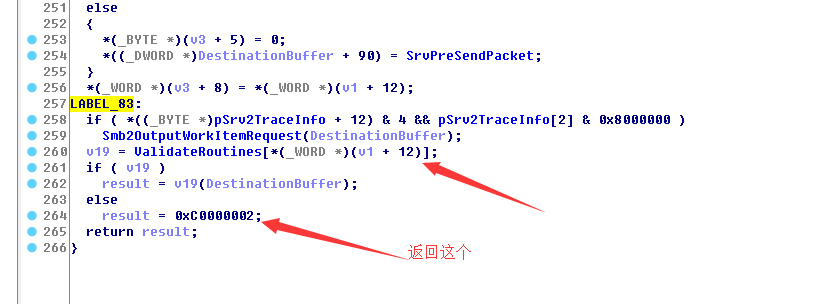 251 else
252 {
253 *(_BYTE *)(v3 + 5) = 0;
254 *((_DWORD *)DestinationBuffer + 90) = SrvPreSendPacket;
255 }
256 *(_WORD *)(v3 + 8) = *(_WORD *)(v1 + 12);
257 LABEL_83:
258 if ( *((_BYTE *)pSrv2TraceInfo + 12) & 4 && pSrv2TraceInfo[2] & 0x8000000 )
259 Smb2OutputWorkItemRequest(DestinationBuffer);
260 v19 = ValidateRoutines[*(_WORD *)(v1 + 12)];
261 if ( v19 )
262 result = v19(DestinationBuffer);
263 else
264 result = 0xC0000002;
返回这个
265 return result;
266 }